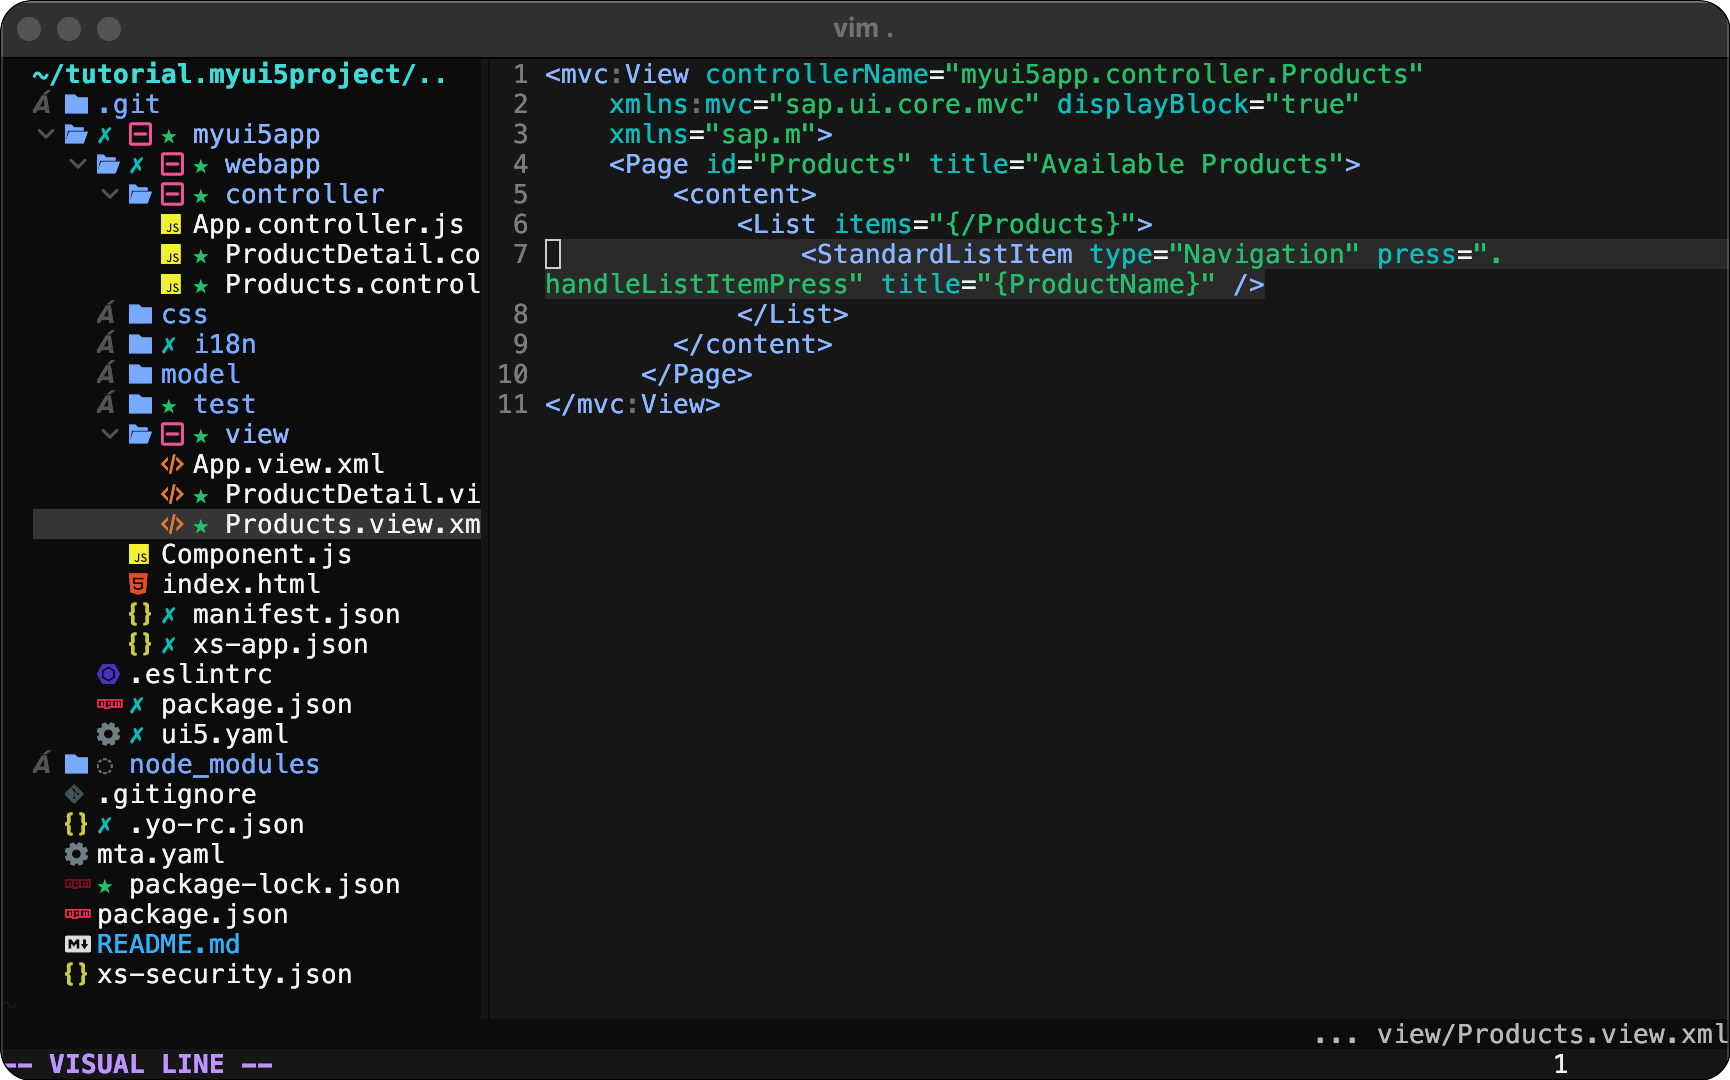 vim .
~/tutorial.myui5project/..
.git
myui5app
webapp
controller
App.controller.js
ProductDetail.co
Products.control
css
i18n
model
test
view
App.view.xml
ProductDetail.vi
Products.view.xm
Component.js
index.html
{} ✗ manifest.json
{} ✗ xs-app.json
.eslintrc
package.json
ui5.yaml
node_modules
.gitignore
{} ✗ .yo-rc.json
mta.yaml
package-lock.json
package.json
README.md
{} xs-security.json
1 <mvc:View controllerName="myui5app.controller.Products"
2     xmlns:mvc="sap.ui.core.mvc" displayBlock="true"
3     xmlns="sap.m">
4     <Page id="Products" title="Available Products">
5         <content>
6             <List items="{/Products}">
7                 <StandardListItem type="Navigation" press=".
handleListItemPress" title="{ProductName}" />
8             </List>
9         </content>
10       </Page>
11 </mvc:View>
... view/Products.view.xml
-- VISUAL LINE --
1